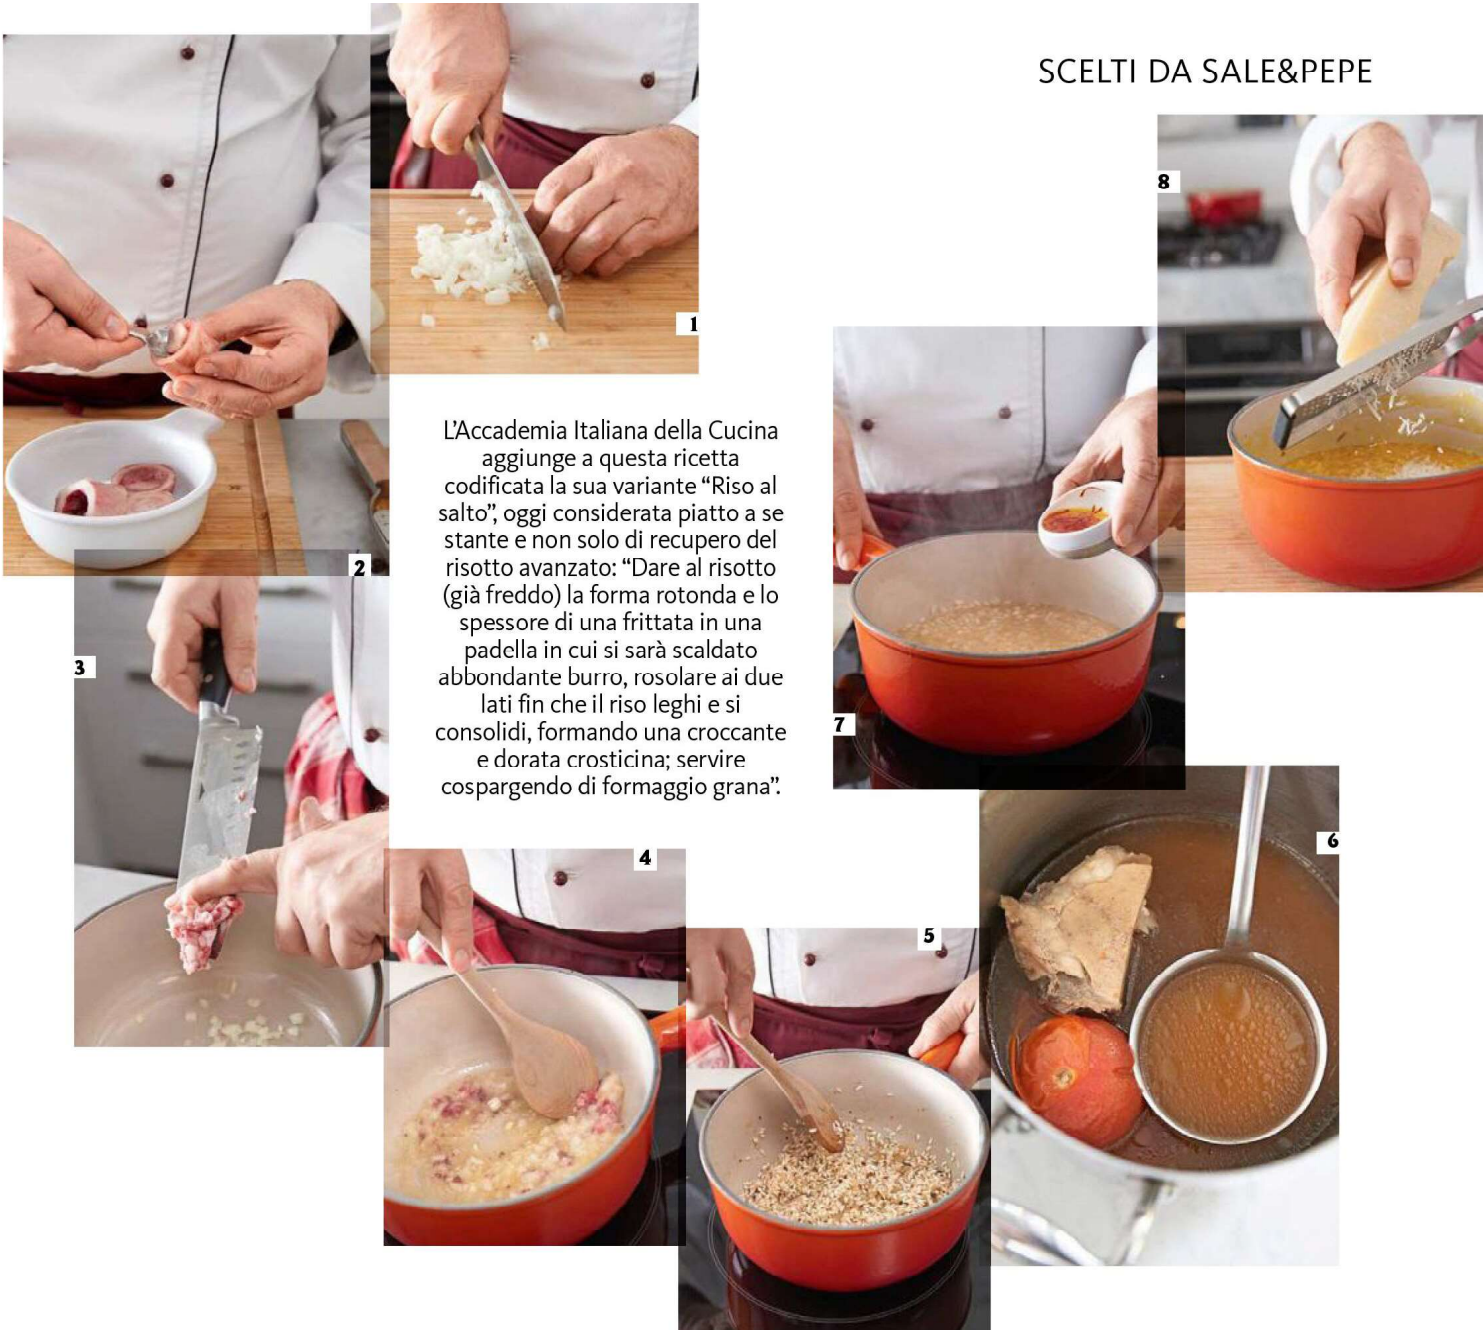 SCELTI DA SALE&PEPE
1
2
3
4
5
6
7
8
L'Accademia Italiana della Cucina
aggiunge a questa ricetta
codificata la sua variante “Riso al
salto”, oggi considerata piatto a se
stante e non solo di recupero del
risotto avanzato: “Dare al risotto
(già freddo) la forma rotonda e lo
spessore di una frittata in una
padella in cui si sarà scaldato
abbondante burro, rosolare ai due
lati fin che il riso leghi e si
consolidi, formando una croccante
e dorata crosticina; servire
cospargendo di formaggio grana”.